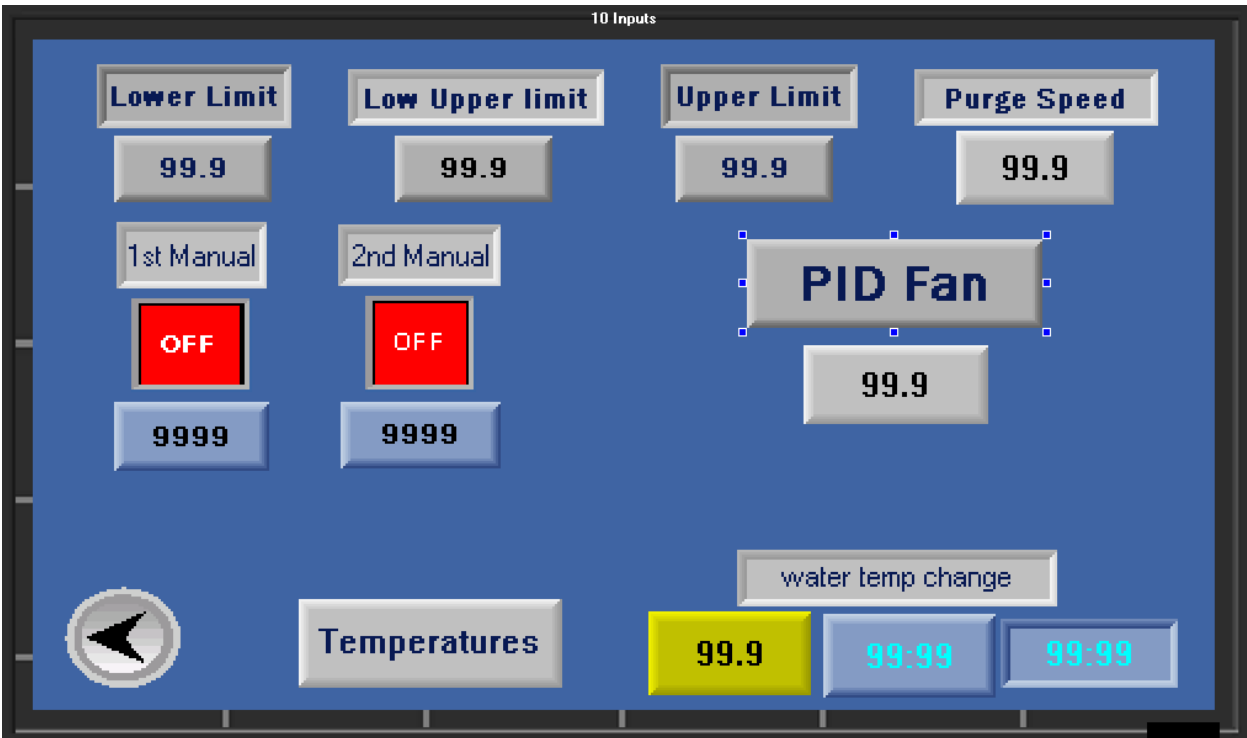 10 Inputs
Lower Limit
Low Upper limit
Upper Limit
Purge Speed
99.9
99.9
99.9
99.9
1st Manual
2nd Manual
PID Fan
OFF
OFF
99.9
9999
9999
water temp change
Temperatures
99.9
99:99
99:99